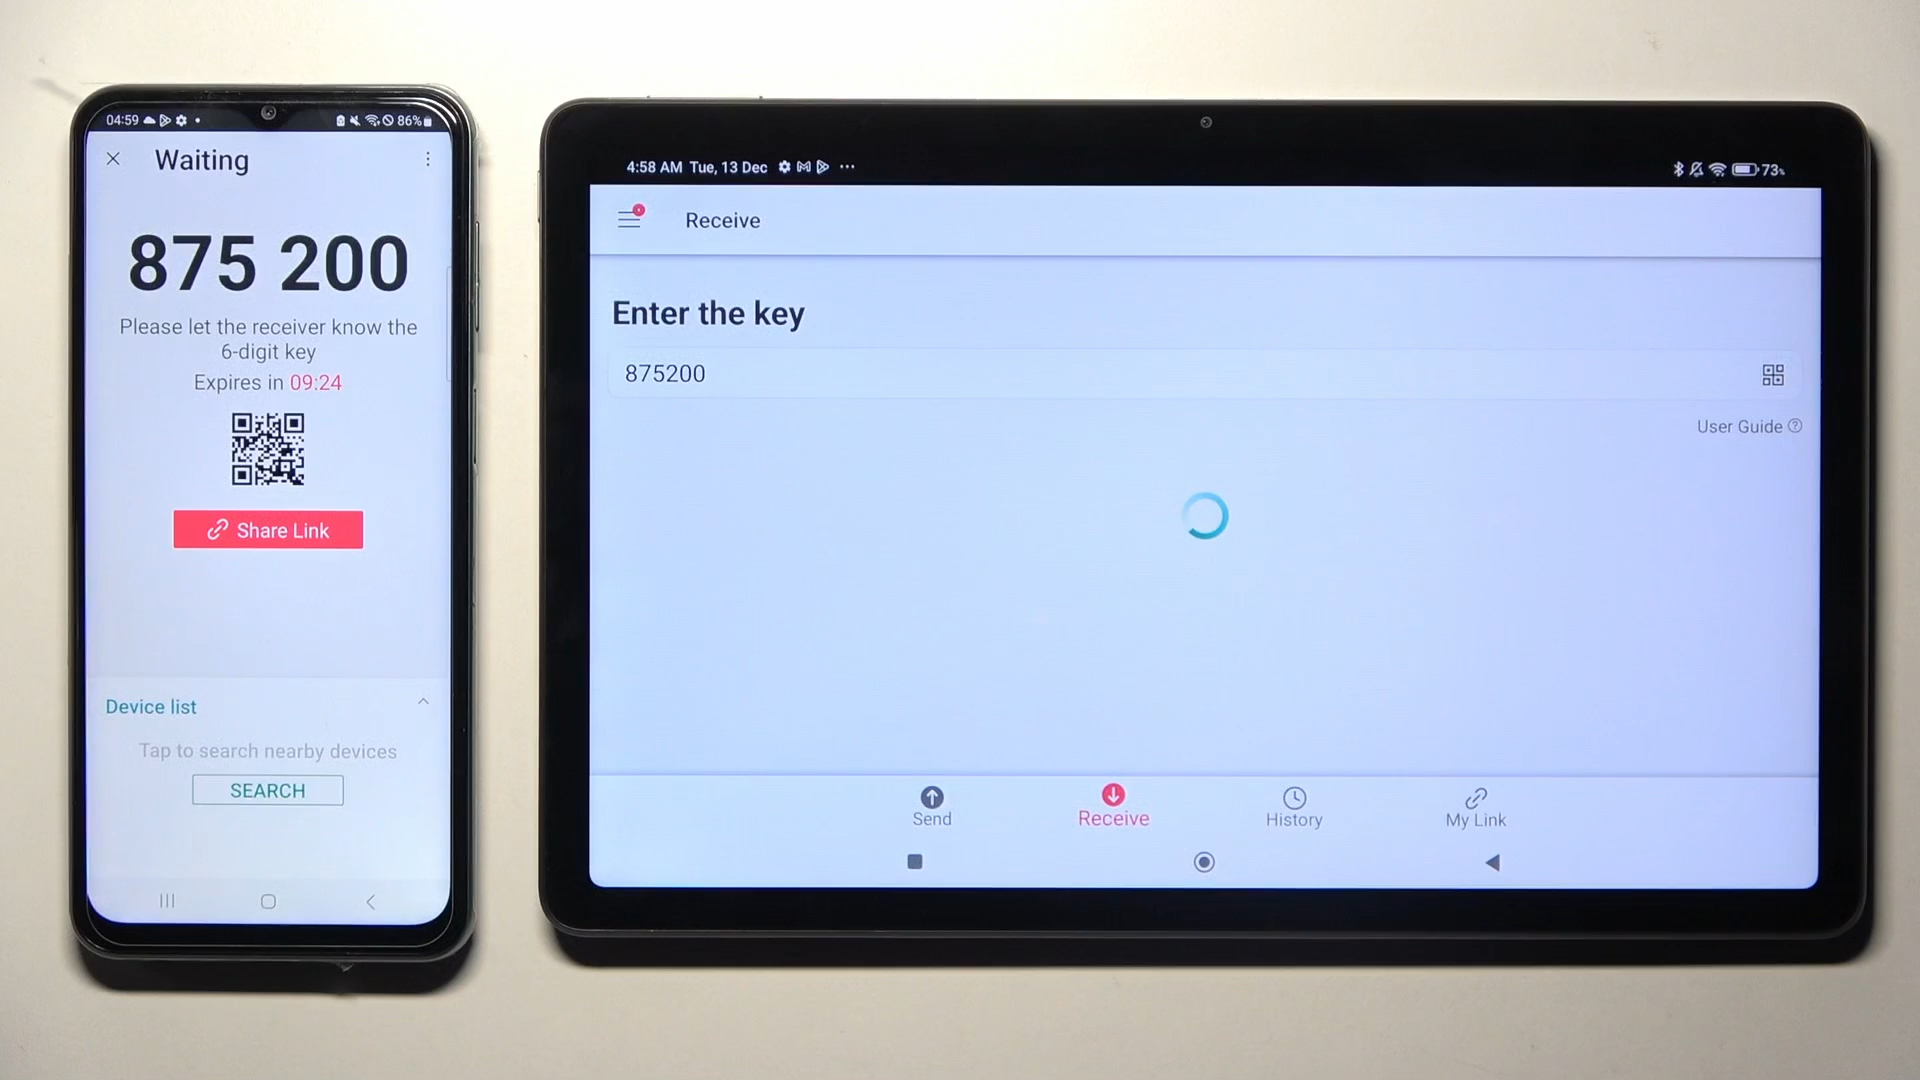 04:59
86%
Waiting
875 200
Please let the receiver know the
6-digit key
Expires in 09:24
Share Link
Device list
Tap to search nearby devices
SEARCH
4:58 AM Tue, 13 Dec
73%
Receive
Enter the key
875200
User Guide
Send
Receive
History
My Link